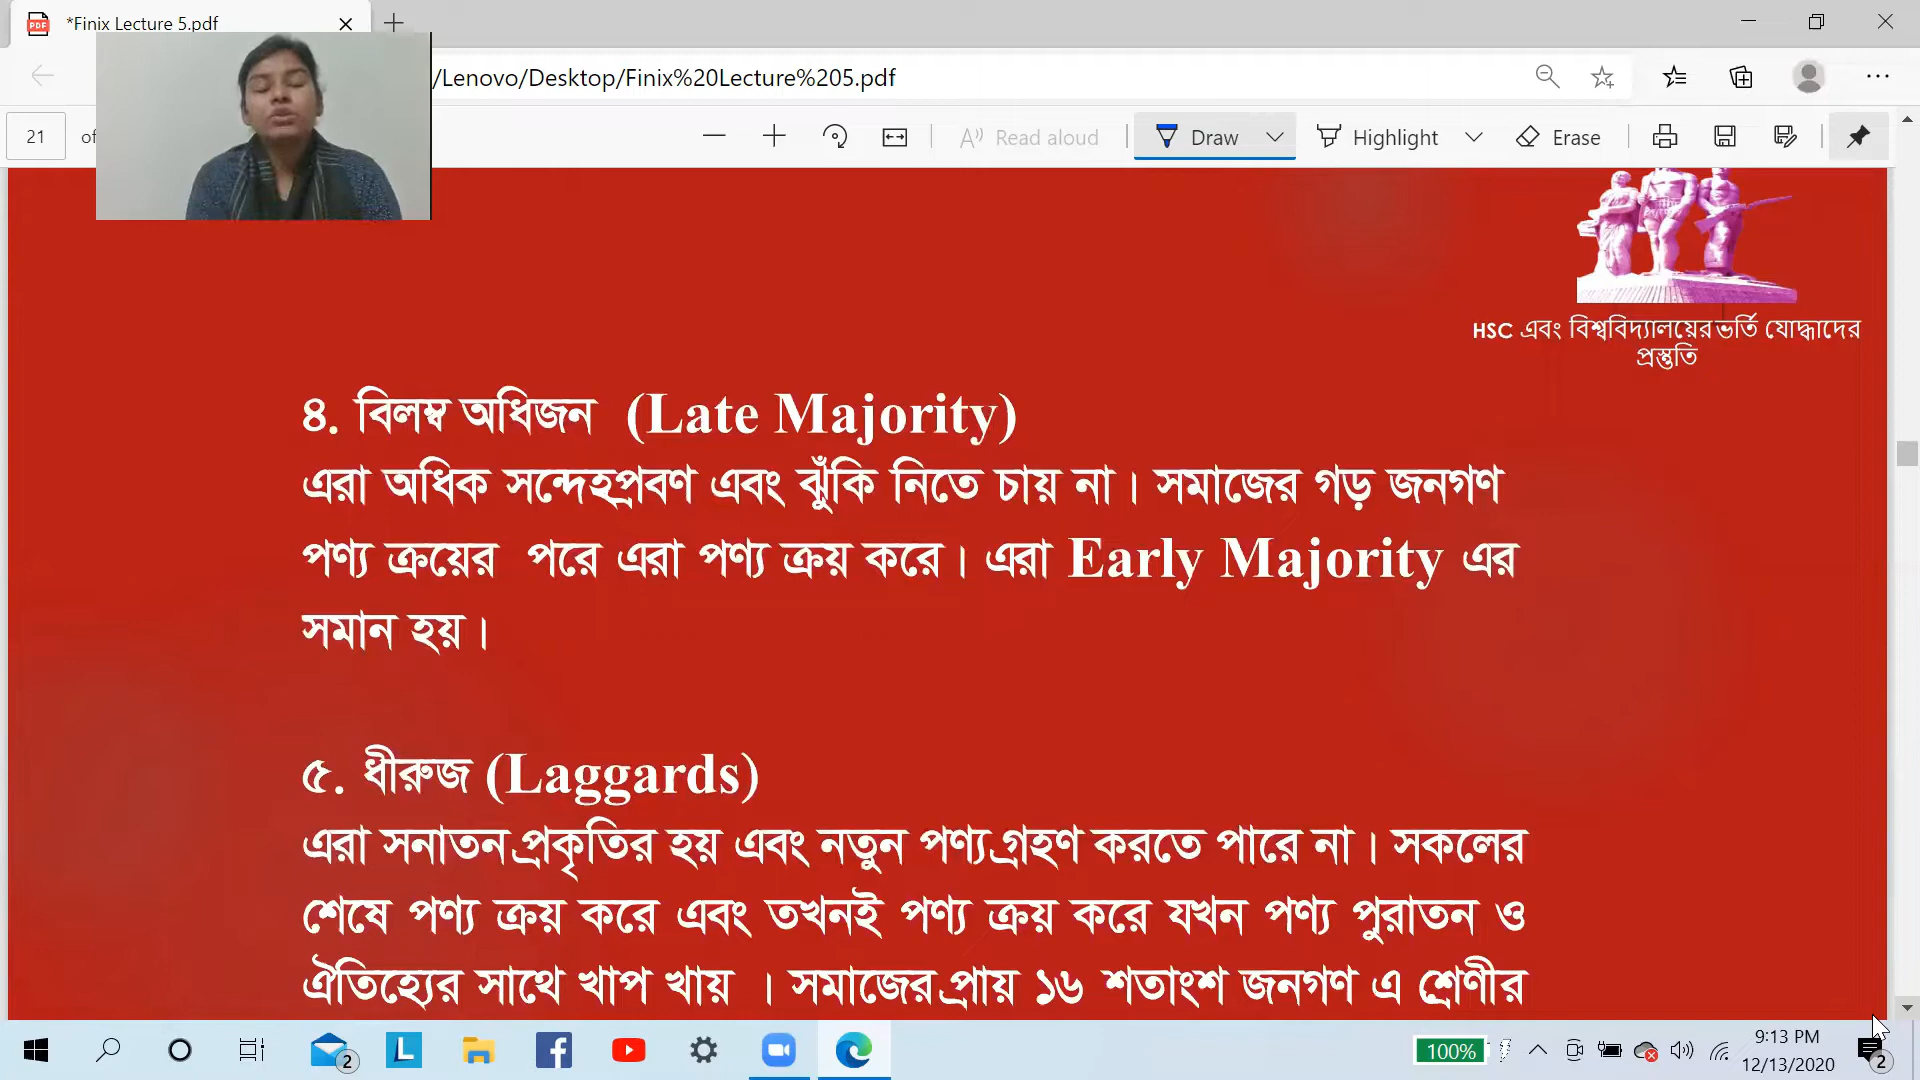 *Finix Lecture 5.pdf
/Lenovo/Desktop/Finix%20Lecture%205.pdf
21 of
Read aloud
Draw
Highlight
Erase
HSC এবং বিশ্ববিদ্যালয়ের ভর্তি যোদ্ধাদের
প্রস্তুতি
৪. বিলম্ব অধিজন (Late Majority)
এরা অধিক সন্দেহপ্রবণ এবং ঝুঁকি নিতে চায় না। সমাজের গড় জনগণ
পণ্য ক্রয়ের পরে এরা পণ্য ক্রয় করে। এরা Early Majority এর
সমান হয়।
৫. ধীরুজ (Laggards)
এরা সনাতন প্রকৃতির হয় এবং নতুন পণ্য গ্রহণ করতে পারে না। সকলের
শেষে পণ্য ক্রয় করে এবং তখনই পণ্য ক্রয় করে যখন পণ্য পুরাতন ও
ঐতিহ্যের সাথে খাপ খায় । সমাজের প্রায় ১৬ শতাংশ জনগণ এ শ্রেণীর
2
L
100%
9:13 PM
12/13/2020
2